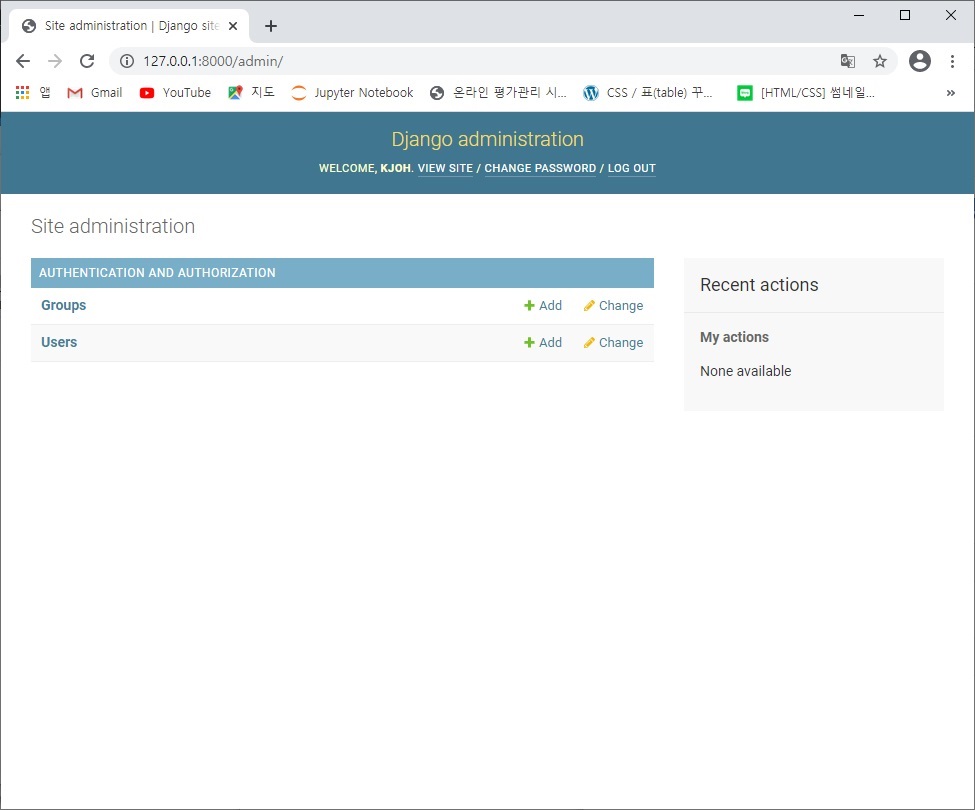 Site administration | Django site
127.0.0.1:8000/admin/
앱 Gmail YouTube 지도 Jupyter Notebook 온라인 평가관리 시... CSS / 표(table) 꾸... [HTML/CSS] 썸네일... »
Django administration
WELCOME, KJOH. VIEW SITE / CHANGE PASSWORD / LOG OUT
Site administration
AUTHENTICATION AND AUTHORIZATION
Groups Add Change
Users Add Change
Recent actions
My actions
None available